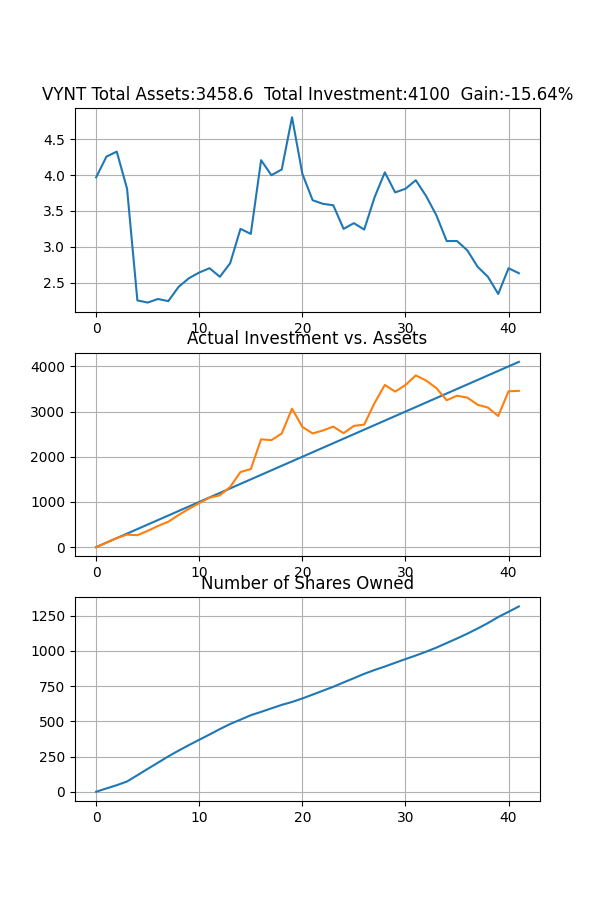 VYNT Total Assets:3458.6  Total Investment:4100  Gain:-15.64%
4.5
4.0
3.5
3.0
2.5
0 10 20 30 40
Actual Investment vs. Assets
4000
3000
2000
1000
0
0 10 20 30 40
Number of Shares Owned
1250
1000
750
500
250
0
0 10 20 30 40